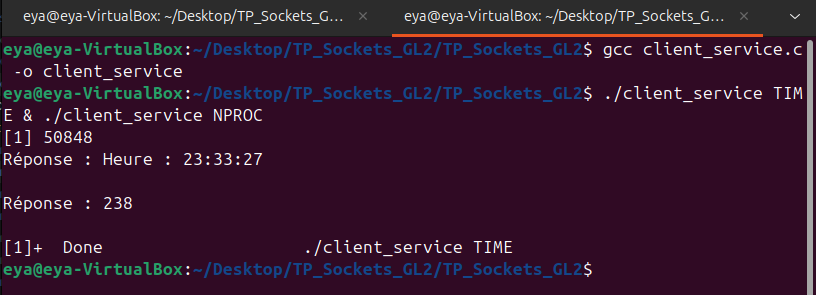 eya@eya-VirtualBox: ~/Desktop/TP_Sockets_G... × eya@eya-VirtualBox: ~/Desktop/TP_Sockets_G... ×
eya@eya-VirtualBox:~/Desktop/TP_Sockets_GL2/TP_Sockets_GL2$ gcc client_service.c
 -o client_service
eya@eya-VirtualBox:~/Desktop/TP_Sockets_GL2/TP_Sockets_GL2$ ./client_service TIM
E & ./client_service NPROC
[1] 50848
Réponse : Heure : 23:33:27
Réponse : 238
[1]+  Done                    ./client_service TIME
eya@eya-VirtualBox:~/Desktop/TP_Sockets_GL2/TP_Sockets_GL2$